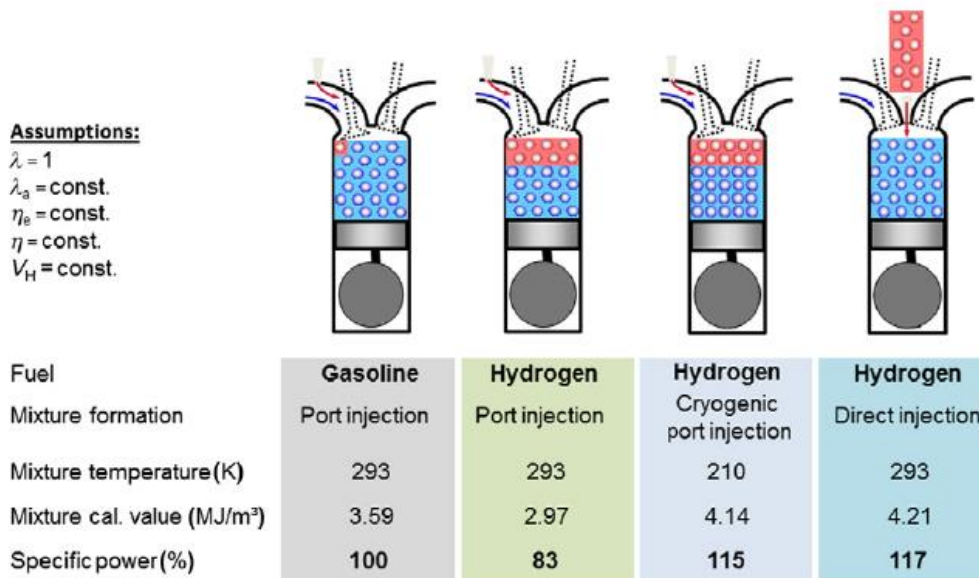 Assumptions:
λ = 1
λa = const.
ηe = const.
η = const.
VH = const.
Fuel Gasoline Hydrogen Hydrogen Hydrogen
Mixture formation Port injection Port injection Cryogenic port injection Direct injection
Mixture temperature (K) 293 293 210 293
Mixture cal. value (MJ/m³) 3.59 2.97 4.14 4.21
Specific power (%) 100 83 115 117